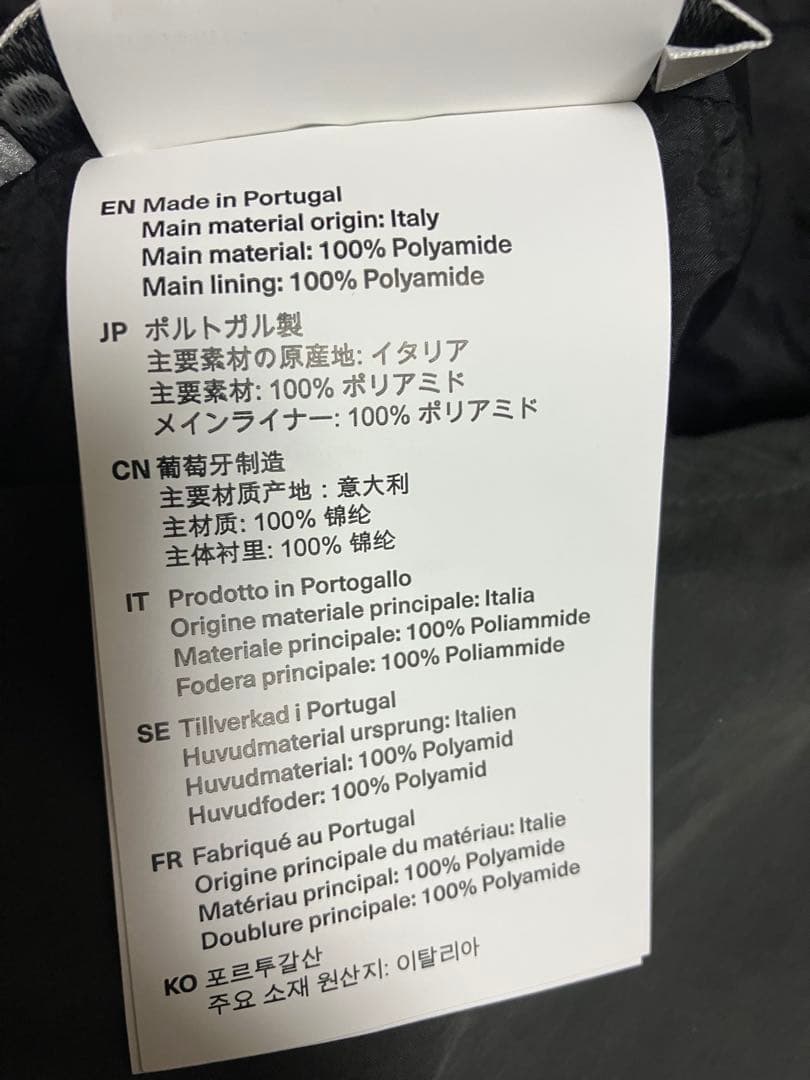 EN Made in Portugal
Main material origin: Italy
Main material: 100% Polyamide
Main lining: 100% Polyamide
JP ポルトガル製
主要素材の原産地: イタリア
主要素材: 100% ポリアミド
メインライナー: 100% ポリアミド
CN 葡萄牙制造
主要材质产地：意大利
主材质: 100% 锦纶
主体衬里: 100% 锦纶
IT Prodotto in Portogallo
Origine materiale principale: Italia
Materiale principale: 100% Poliammide
Fodera principale: 100% Poliammide
SE Tillverkad i Portugal
Huvudmaterial ursprung: Italien
Huvudmaterial: 100% Polyamid
Huvudfoder: 100% Polyamid
FR Fabriqué au Portugal
Origine principale du matériau: Italie
Matériau principal: 100% Polyamide
Doublure principale: 100% Polyamide
KO 포르투갈산
주요 소재 원산지: 이탈리아